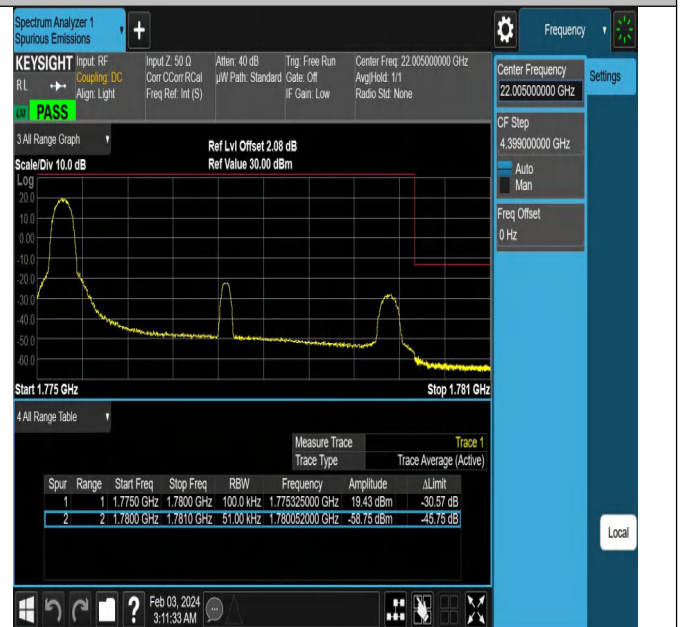 Spectrum Analyzer 1
Spurious Emissions
+
Frequency
KEYSIGHT Input: RF Input Z: 50 Ω Atten: 40 dB Trig: Free Run Center Freq: 22.005000000 GHz
RL Coupling: DC Corr CCorr RCal µW Path: Standard Gate: Off Avg|Hold: 1/1
Align: Light Freq Ref: Int (S) IF Gain: Low Radio Std: None
LXI PASS
Center Frequency
22.005000000 GHz
Settings
CF Step
4.399000000 GHz
Auto
Man
Freq Offset
0 Hz
3 All Range Graph
Ref Lvl Offset 2.08 dB
Scale/Div 10.0 dB Ref Value 30.00 dBm
Log
20.0
10.0
0.00
-10.0
-20.0
-30.0
-40.0
-50.0
-60.0
Start 1.775 GHz Stop 1.781 GHz
4 All Range Table
Measure Trace Trace 1
Trace Type Trace Average (Active)
Spur Range Start Freq Stop Freq RBW Frequency Amplitude ΔLimit
1 1 1.7750 GHz 1.7800 GHz 100.0 kHz 1.775325000 GHz 19.43 dBm -30.57 dB
2 2 1.7800 GHz 1.7810 GHz 51.00 kHz 1.780052000 GHz -58.75 dBm -45.75 dB
Local
? Feb 03, 2024
3:11:33 AM